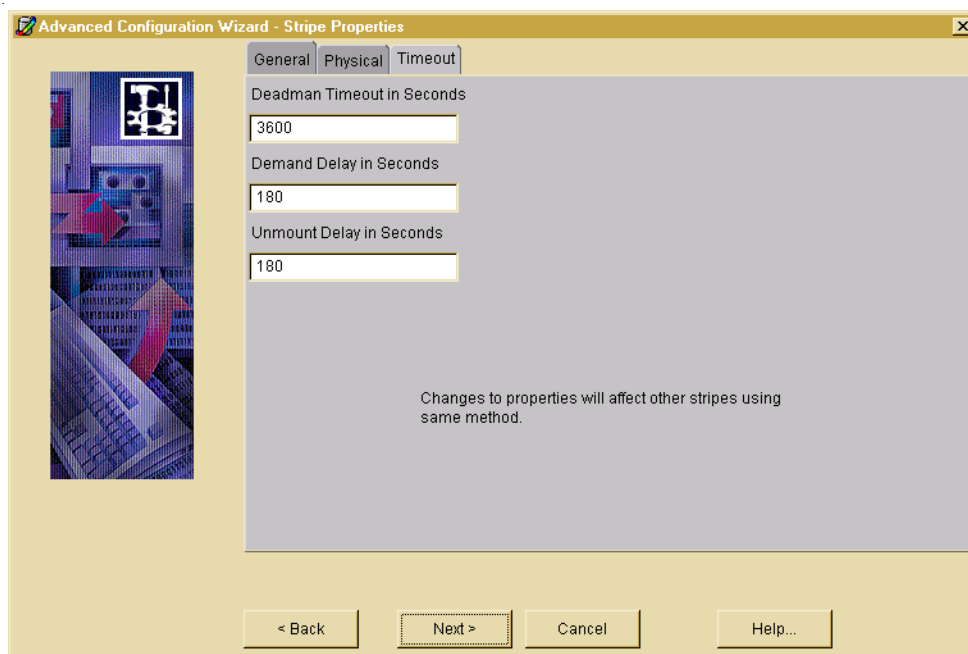 Advanced Configuration Wizard - Stripe Properties
General Physical Timeout
Deadman Timeout in Seconds
3600
Demand Delay in Seconds
180
Unmount Delay in Seconds
180
Changes to properties will affect other stripes using
same method.
< Back Next > Cancel Help...